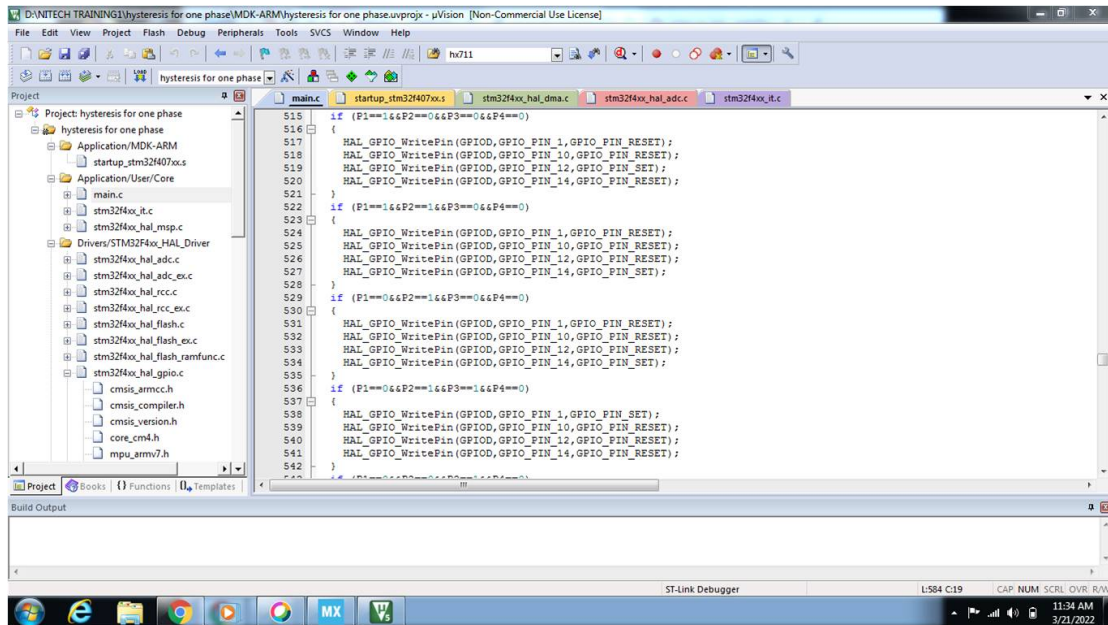 D:\NITECH TRAINING1\hysteresis for one phase\MDK-ARM\hysteresis for one phase.uvprojx - µVision [Non-Commercial Use License]
File Edit View Project Flash Debug Peripherals Tools SVCS Window Help
hx711
LOAD hysteresis for one phase
Project
main.c startup_stm32f407xx.s stm32f4xx_hal_dma.c stm32f4xx_hal_adc.c stm32f4xx_it.c
Project: hysteresis for one phase
hysteresis for one phase
Application/MDK-ARM
startup_stm32f407xx.s
Application/User/Core
main.c
stm32f4xx_it.c
stm32f4xx_hal_msp.c
Drivers/STM32F4xx_HAL_Driver
stm32f4xx_hal_adc.c
stm32f4xx_hal_adc_ex.c
stm32f4xx_hal_rcc.c
stm32f4xx_hal_rcc_ex.c
stm32f4xx_hal_flash.c
stm32f4xx_hal_flash_ex.c
stm32f4xx_hal_flash_ramfunc.c
stm32f4xx_hal_gpio.c
cmsis_armcc.h
cmsis_compiler.h
cmsis_version.h
core_cm4.h
mpu_armv7.h
Project Books {} Functions Templates
515 if (P1==1&&P2==0&&P3==0&&P4==0)
516 {
517 HAL_GPIO_WritePin(GPIOD,GPIO_PIN_1,GPIO_PIN_RESET);
518 HAL_GPIO_WritePin(GPIOD,GPIO_PIN_10,GPIO_PIN_RESET);
519 HAL_GPIO_WritePin(GPIOD,GPIO_PIN_12,GPIO_PIN_SET);
520 HAL_GPIO_WritePin(GPIOD,GPIO_PIN_14,GPIO_PIN_RESET);
521 }
522 if (P1==1&&P2==1&&P3==0&&P4==0)
523 {
524 HAL_GPIO_WritePin(GPIOD,GPIO_PIN_1,GPIO_PIN_RESET);
525 HAL_GPIO_WritePin(GPIOD,GPIO_PIN_10,GPIO_PIN_RESET);
526 HAL_GPIO_WritePin(GPIOD,GPIO_PIN_12,GPIO_PIN_RESET);
527 HAL_GPIO_WritePin(GPIOD,GPIO_PIN_14,GPIO_PIN_SET);
528 }
529 if (P1==0&&P2==1&&P3==0&&P4==0)
530 {
531 HAL_GPIO_WritePin(GPIOD,GPIO_PIN_1,GPIO_PIN_RESET);
532 HAL_GPIO_WritePin(GPIOD,GPIO_PIN_10,GPIO_PIN_RESET);
533 HAL_GPIO_WritePin(GPIOD,GPIO_PIN_12,GPIO_PIN_RESET);
534 HAL_GPIO_WritePin(GPIOD,GPIO_PIN_14,GPIO_PIN_SET);
535 }
536 if (P1==0&&P2==1&&P3==1&&P4==0)
537 {
538 HAL_GPIO_WritePin(GPIOD,GPIO_PIN_1,GPIO_PIN_SET);
539 HAL_GPIO_WritePin(GPIOD,GPIO_PIN_10,GPIO_PIN_RESET);
540 HAL_GPIO_WritePin(GPIOD,GPIO_PIN_12,GPIO_PIN_RESET);
541 HAL_GPIO_WritePin(GPIOD,GPIO_PIN_14,GPIO_PIN_RESET);
542 }
Build Output
ST-Link Debugger L:584 C:19 CAP NUM SCRL OVR R/W
MX
11:34 AM
3/21/2022